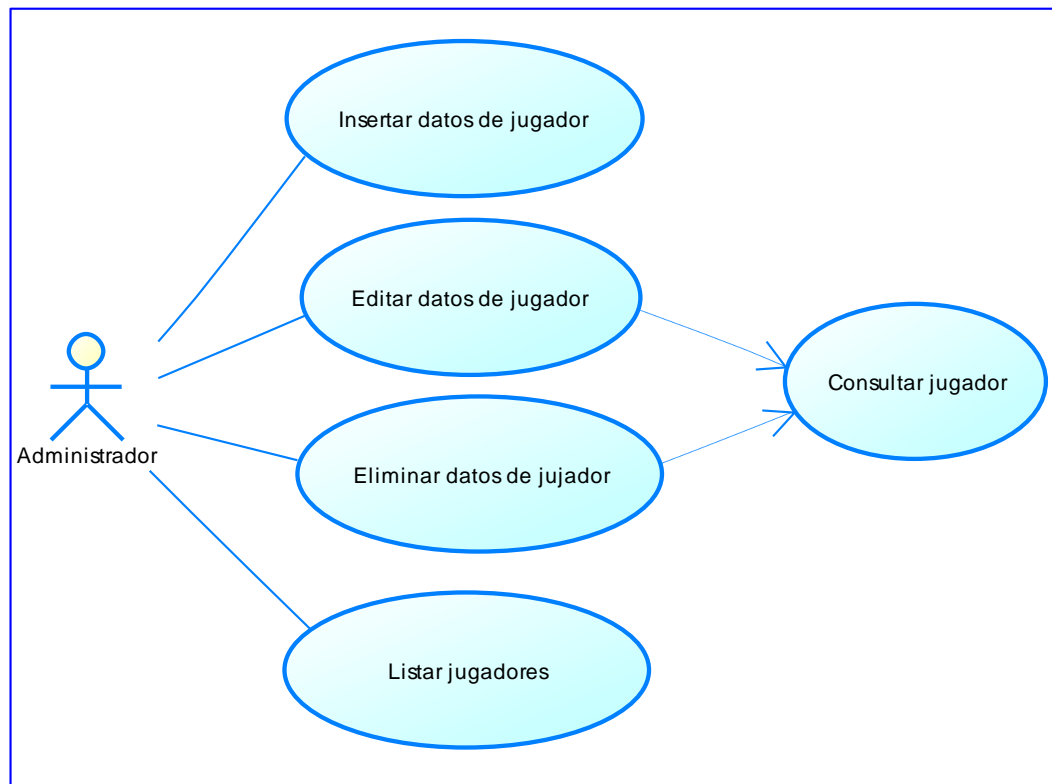 Insertar datos de jugador
Editar datos de jugador
Consultar jugador
Administrador
Eliminar datos de jujador
Listar jugadores